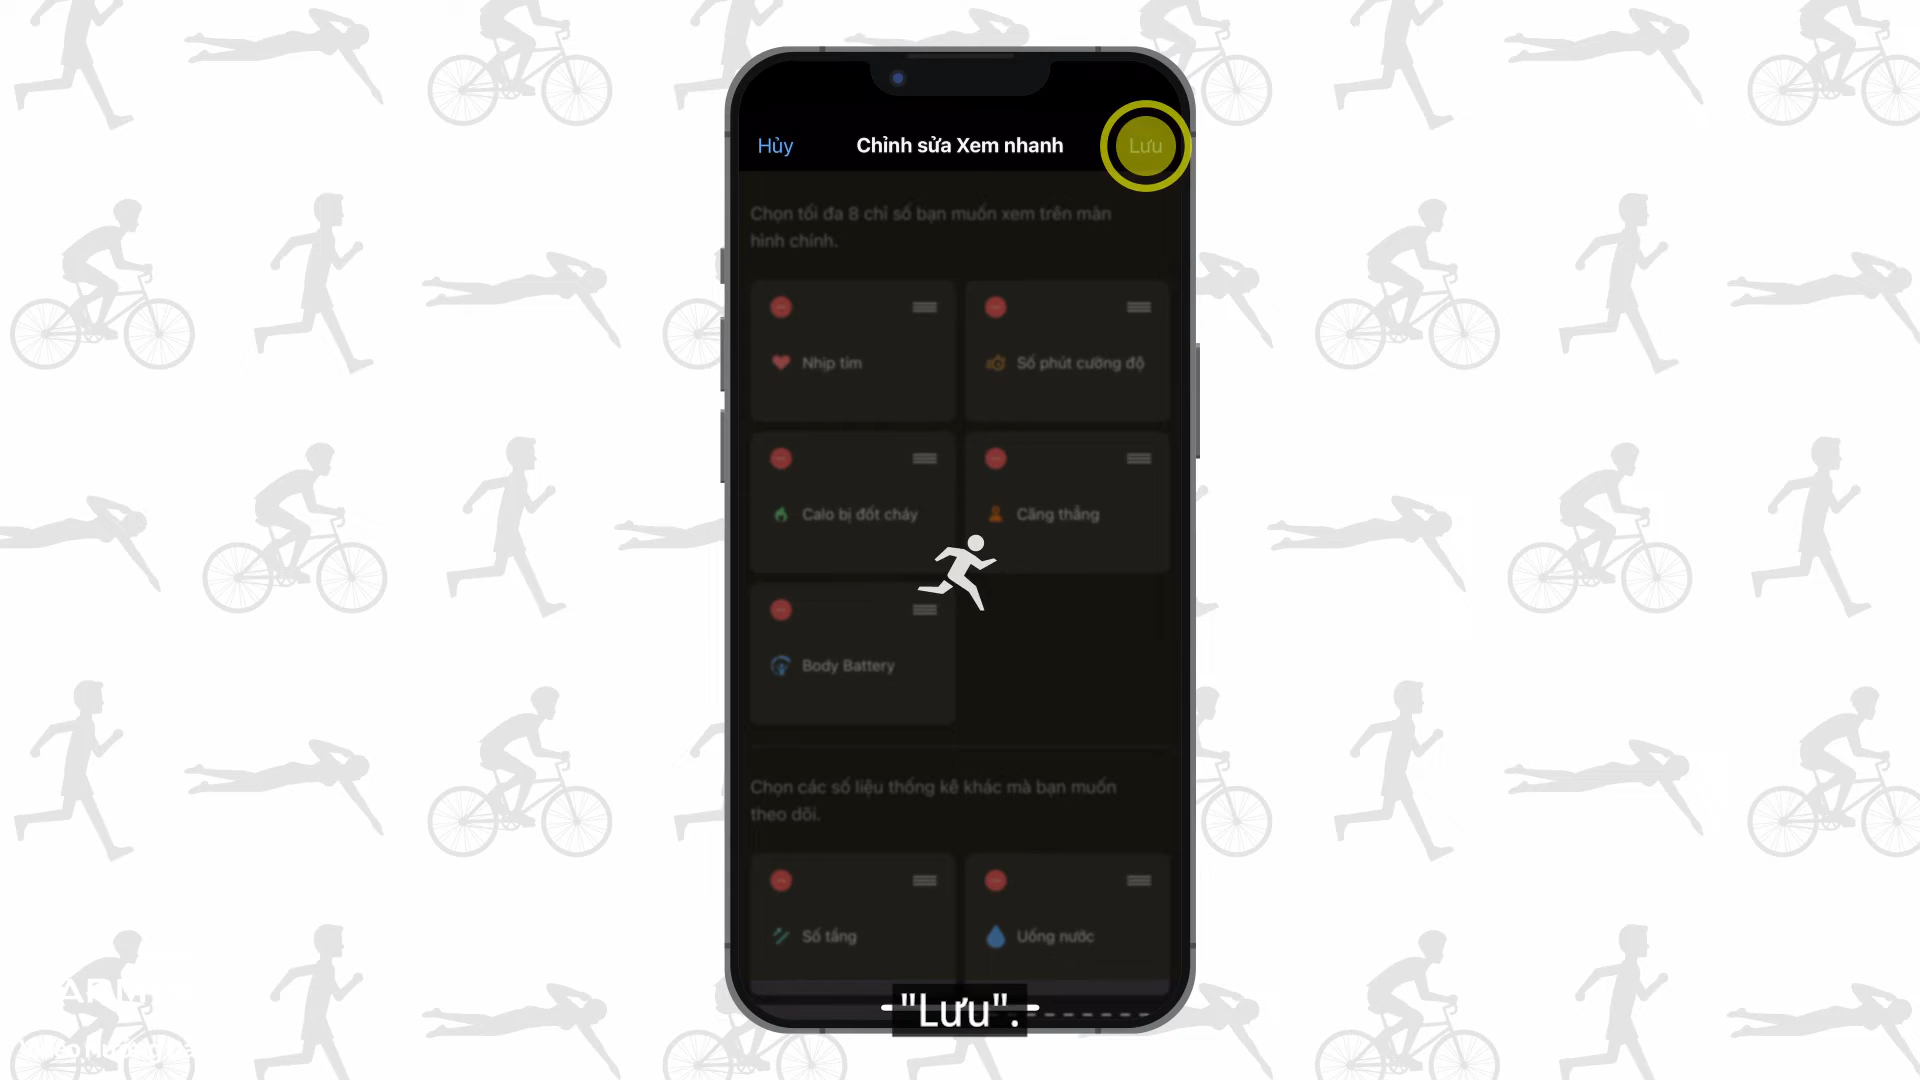 Hủy
Chỉnh sửa Xem nhanh
Lưu
Chọn tối đa 8 chỉ số bạn muốn xem trên màn
hình chính.
Nhịp tim
Số phút cường độ
Calo bị đốt cháy
Căng thẳng
Body Battery
Chọn các số liệu thống kê khác mà bạn muốn
theo dõi.
Số tầng
Uống nước
"Lưu".